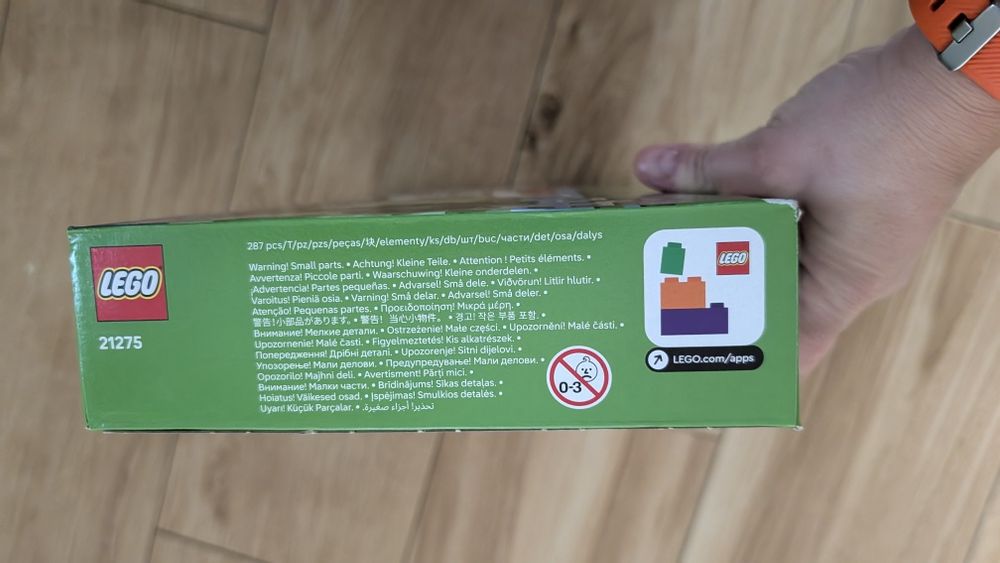 LEGO
21275
287 pcs/T/pz/pzs/peças/块/elementy/ks/db/шт/buc/части/det/osa/dalys
Warning! Small parts. • Achtung! Kleine Teile. • Attention ! Petits éléments. •
Avvertenza! Piccole parti. • Waarschuwing! Kleine onderdelen. •
¡Advertencia! Partes pequeñas. • Advarsel! Små dele. • Viðvörun! Litlir hlutir. •
Varoitus! Pieniä osia. • Varning! Små delar. • Advarsel! Små deler. •
Atenção! Pequenas partes. • Προειδοποίηση! Μικρά μέρη. •
警告!小部品があります。 • 警告! 当心小物件。 • 경고! 작은 부품 포함. •
Внимание! Мелкие детали. • Ostrzeżenie! Małe części. • Upozornění! Malé části. •
Upozornenie! Malé časti. • Figyelmeztetés! Kis alkatrészek. •
Попередження! Дрібні деталі. • Upozorenje! Sitni dijelovi. •
Упозорење! Мали делови. • Предупредување! Мали делови. •
Opozorilo! Majhni deli. • Avertisment! Părți mici. •
Внимание! Малки части. • Brīdinājums! Sīkas detaļas. •
Hoiatus! Väikesed osad. • Įspėjimas! Smulkios detalės. •
Uyarı! Küçük Parçalar. • تحذير! أجزاء صغيرة.
0-3
LEGO
LEGO.com/apps